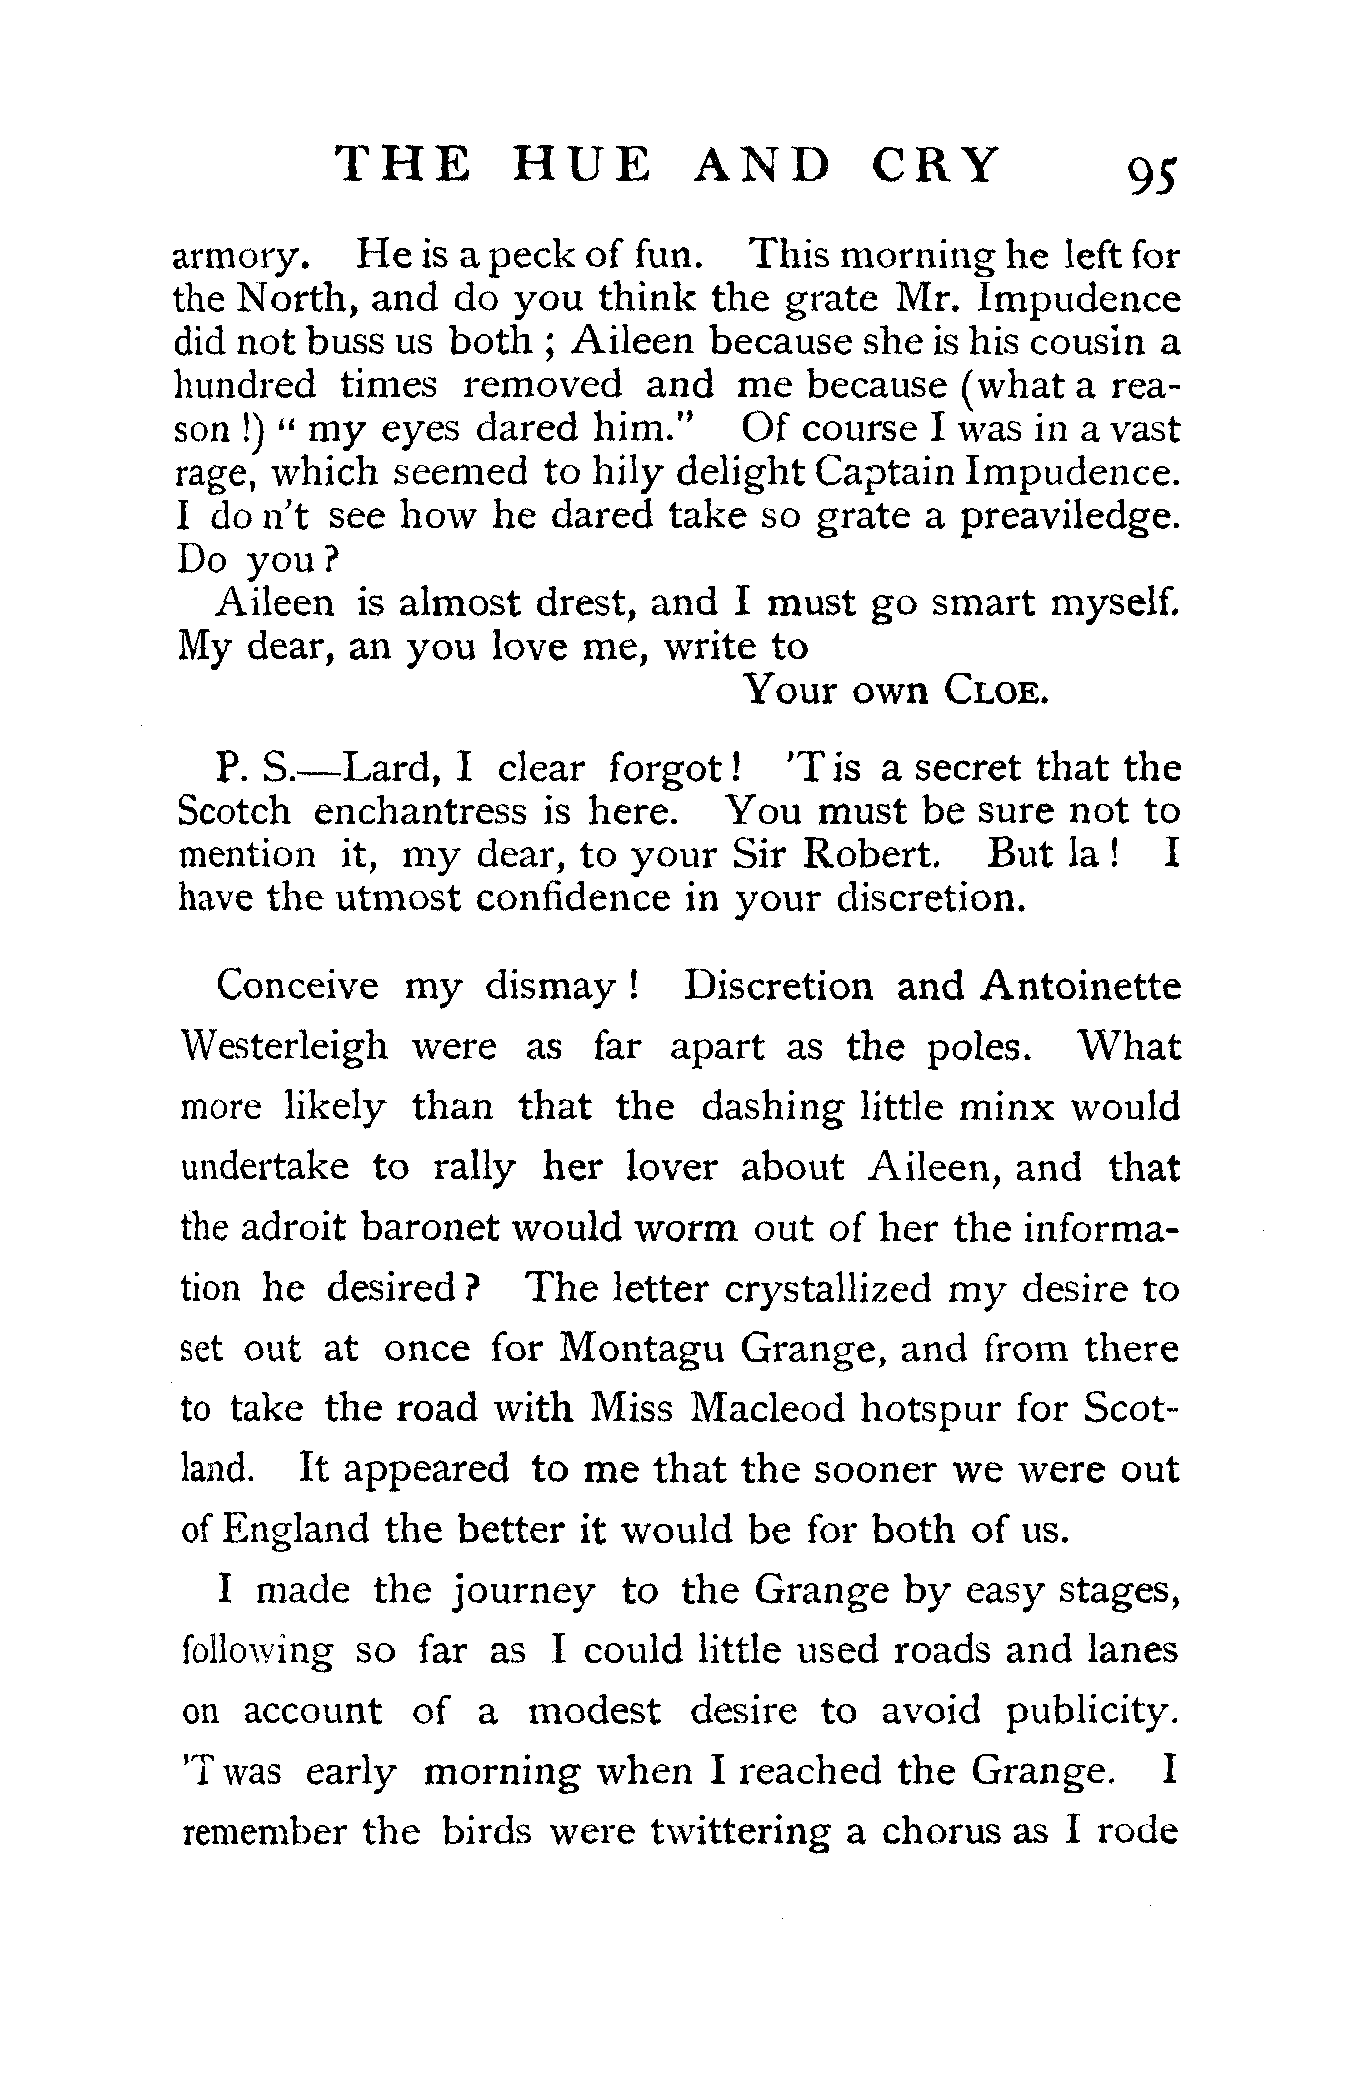 THE HUE AND CRY 95
armory. He is a peck of fun. This morning he left for
the North, and do you think the grate Mr. Impudence
did not buss us both ; Aileen because she is his cousin a
hundred times removed and me because (what a rea-
son !) " my eyes dared him." Of course I was in a vast
rage, which seemed to hily delight Captain Impudence.
I do n't see how he dared take so grate a preaviledge.
Do you ?
Aileen is almost drest, and I must go smart myself.
My dear, an you love me, write to
Your own CLOE.
P. S.—Lard, I clear forgot ! 'T is a secret that the
Scotch enchantress is here. You must be sure not to
mention it, my dear, to your Sir Robert. But la ! I
have the utmost confidence in your discretion.
Conceive my dismay ! Discretion and Antoinette
Westerleigh were as far apart as the poles. What
more likely than that the dashing little minx would
undertake to rally her lover about Aileen, and that
the adroit baronet would worm out of her the informa-
tion he desired ? The letter crystallized my desire to
set out at once for Montagu Grange, and from there
to take the road with Miss Macleod hotspur for Scot-
land. It appeared to me that the sooner we were out
of England the better it would be for both of us.
I made the journey to the Grange by easy stages,
following so far as I could little used roads and lanes
on account of a modest desire to avoid publicity.
'T was early morning when I reached the Grange. I
remember the birds were twittering a chorus as I rode